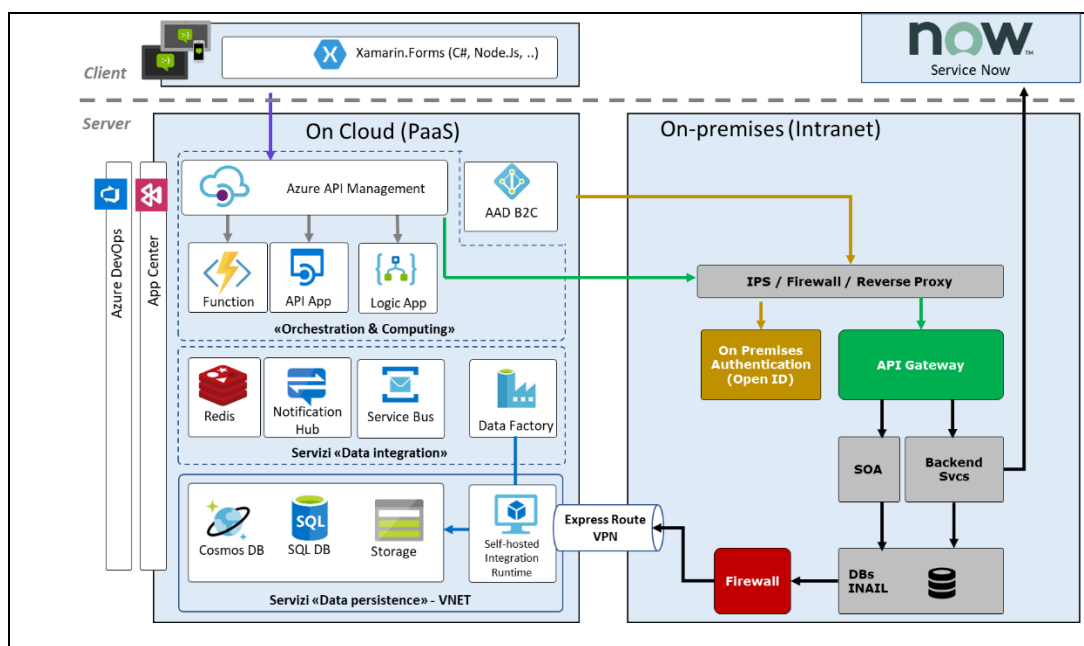 Client
Xamarin.Forms (C#, Node.Js, ..)
now
TM
Service Now
Server
On Cloud (PaaS)
On-premises (Intranet)
Azure DevOps
App Center
Azure API Management
AAD B2C
Function
API App
Logic App
«Orchestration & Computing»
IPS / Firewall / Reverse Proxy
On Premises
Authentication
(Open ID)
API Gateway
Redis
Notification
Hub
Service Bus
Data Factory
Servizi «Data integration»
SOA
Backend
Svcs
Cosmos DB
SQL
SQL DB
Storage
Self-hosted
Integration
Runtime
Express Route
VPN
Firewall
DBs
INAIL
Servizi «Data persistence» - VNET